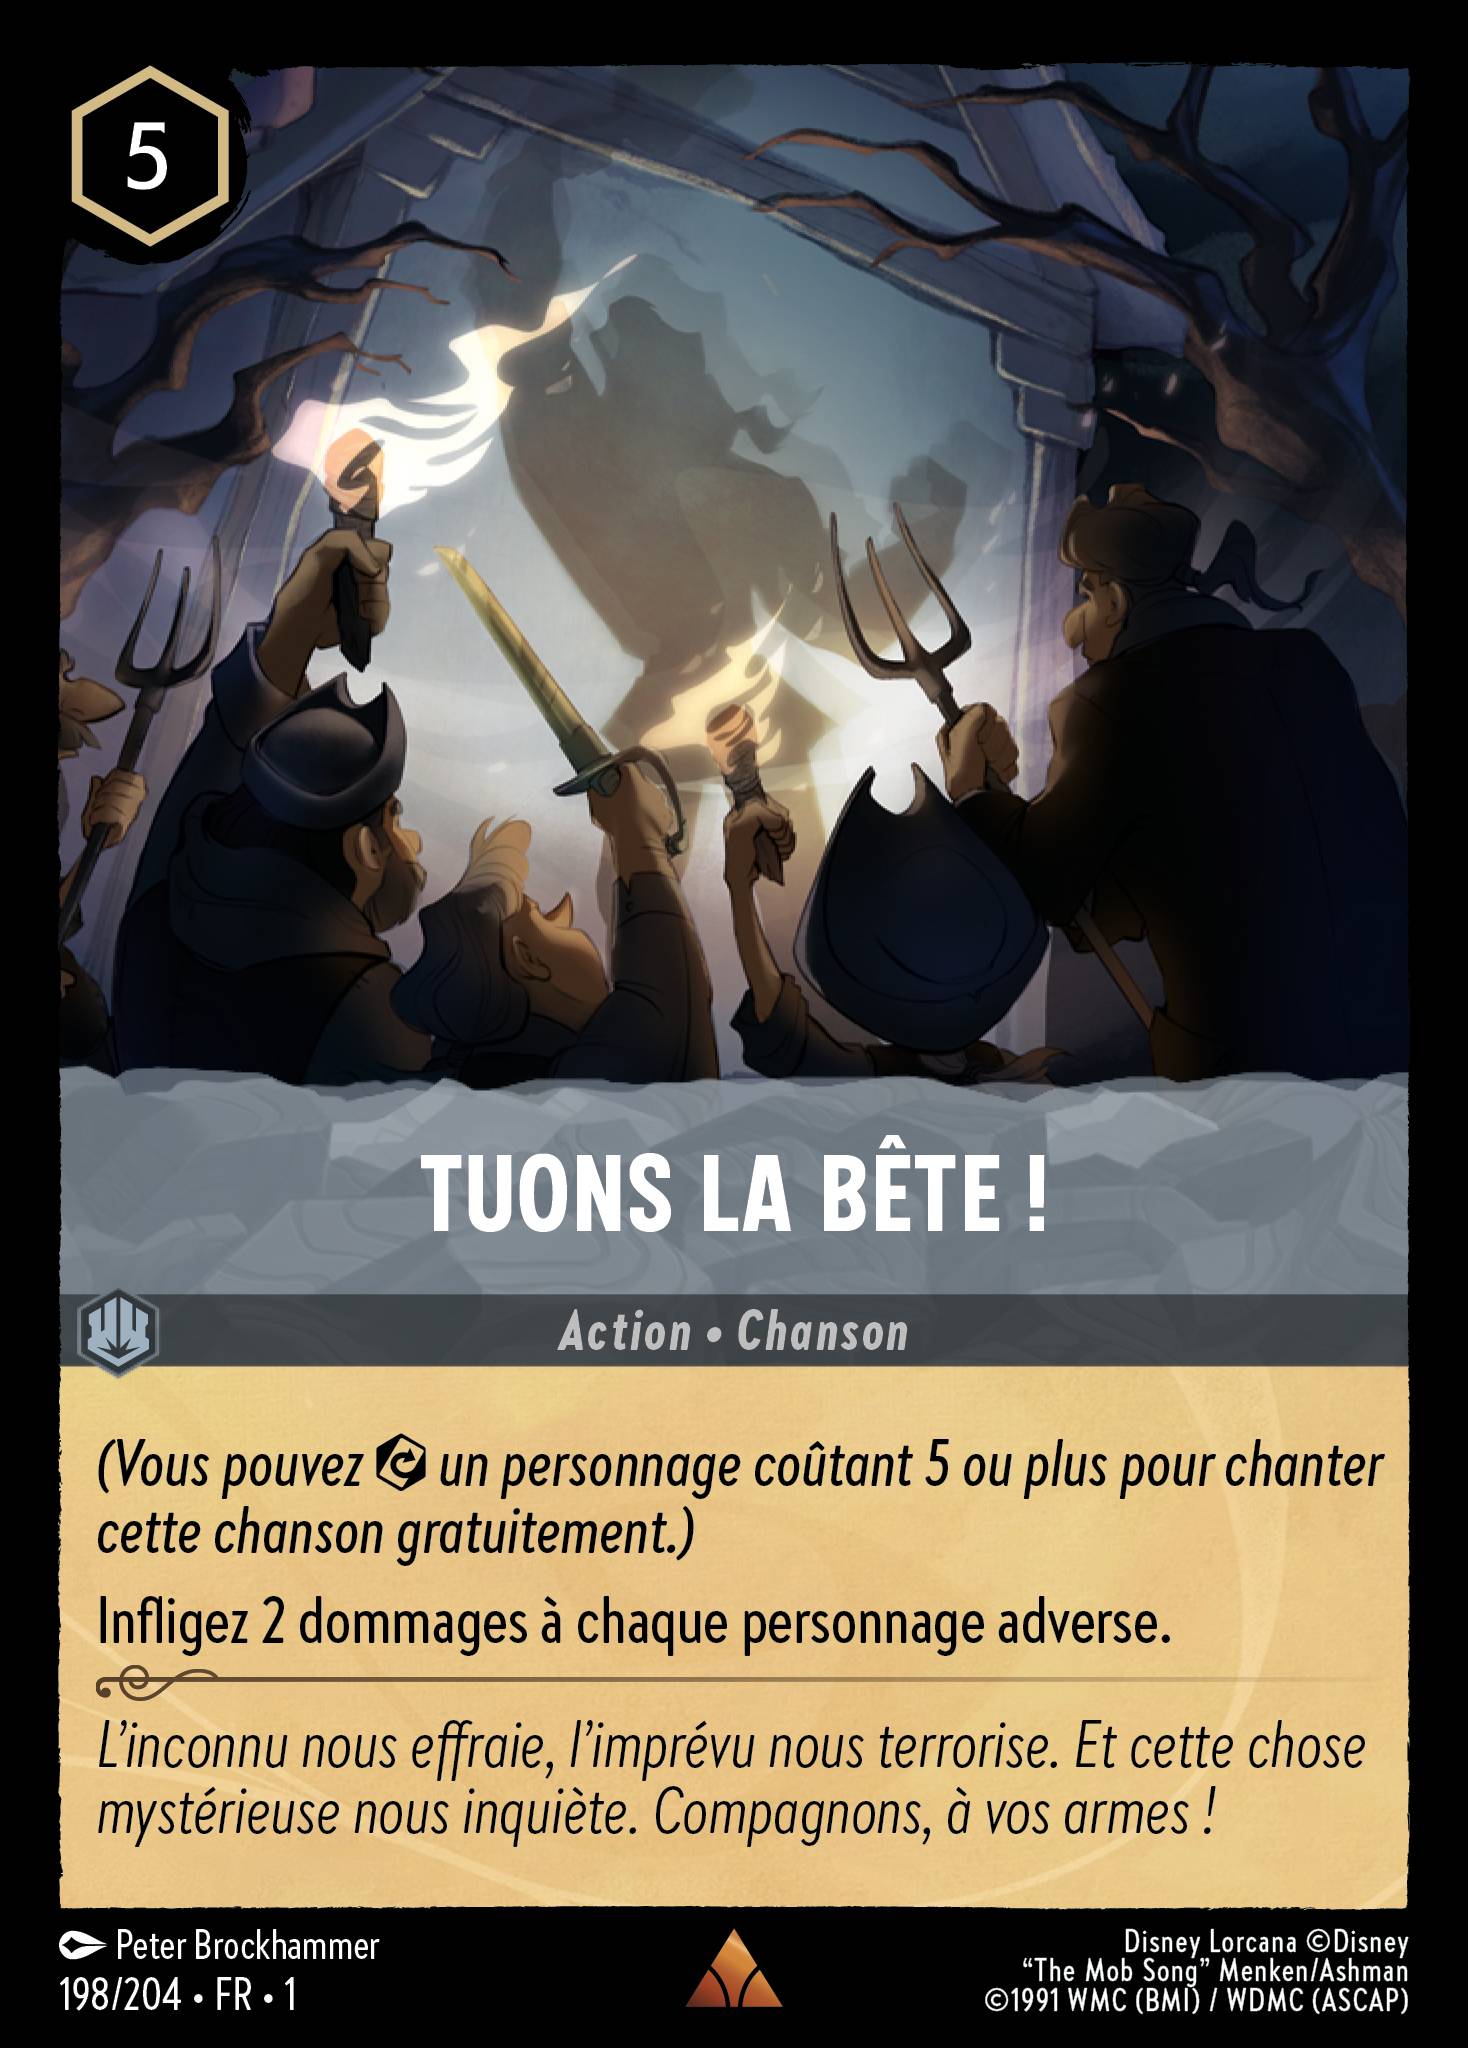 5
TUONS LA BÊTE !
Action • Chanson
(Vous pouvez un personnage coûtant 5 ou plus pour chanter
cette chanson gratuitement.)
Infligez 2 dommages à chaque personnage adverse.
L’inconnu nous effraie, l’imprévu nous terrorise. Et cette chose
mystérieuse nous inquiète. Compagnons, à vos armes !
Peter Brockhammer
198/204 • FR • 1
Disney Lorcana ©Disney
“The Mob Song” Menken/Ashman
©1991 WMC (BMI) / WDMC (ASCAP)